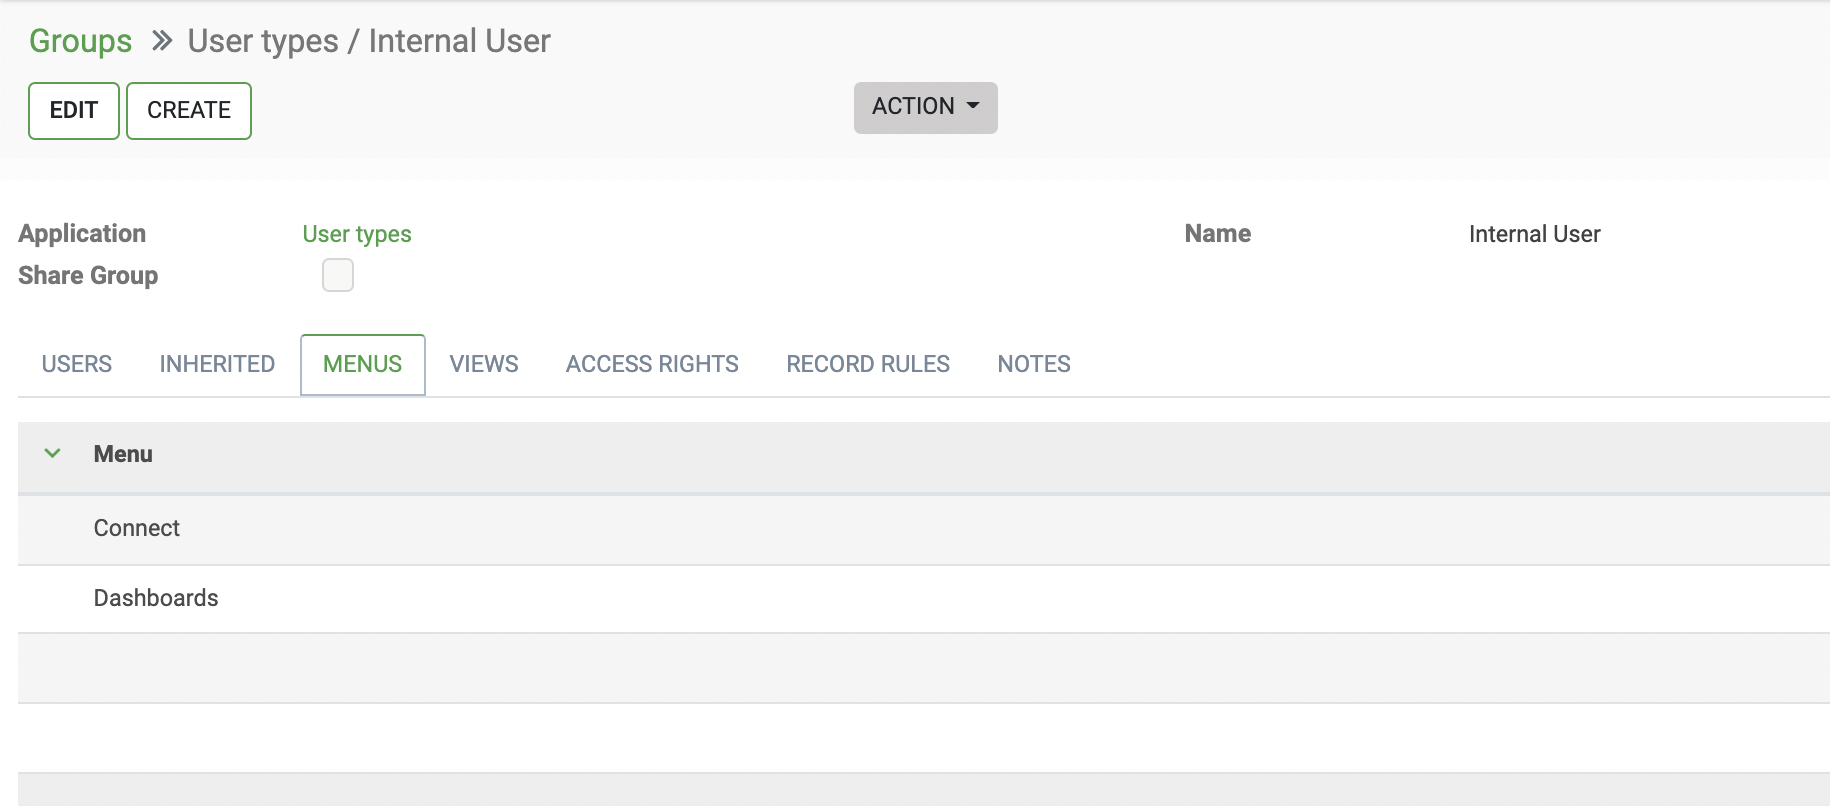 Groups » User types / Internal User
EDIT CREATE ACTION
Application User types Name Internal User
Share Group
USERS INHERITED MENUS VIEWS ACCESS RIGHTS RECORD RULES NOTES
Menu
Connect
Dashboards